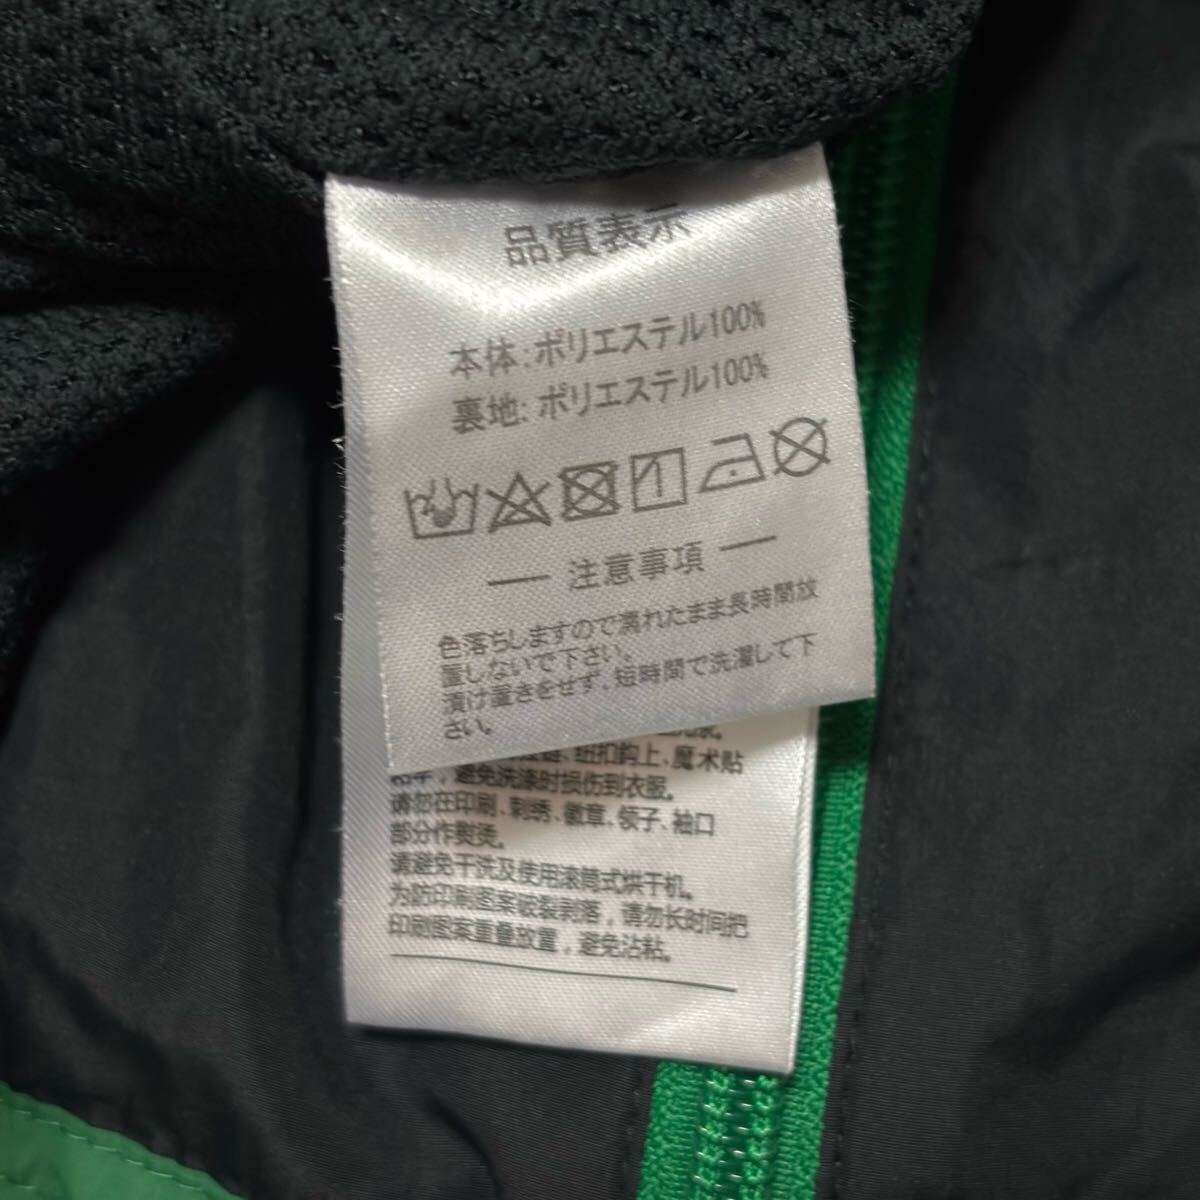 品質表示
本体:ポリエステル100%
裏地:ポリエステル100%
注意事項
色落ちしますので濡れたまま長時間放
置しないで下さい。
漬け置きをせず、短時間で洗濯して下
さい。
纽扣鈎上、魔术贴
粘牢，避免洗涤时损伤到衣服。
请勿在印刷、刺绣、徽章、领子、袖口
部分作熨烫。
请避免干洗及使用滚筒式烘干机。
为防印刷图案破裂剥落，请勿长时间把
印刷图案重叠放置，避免沾粘。